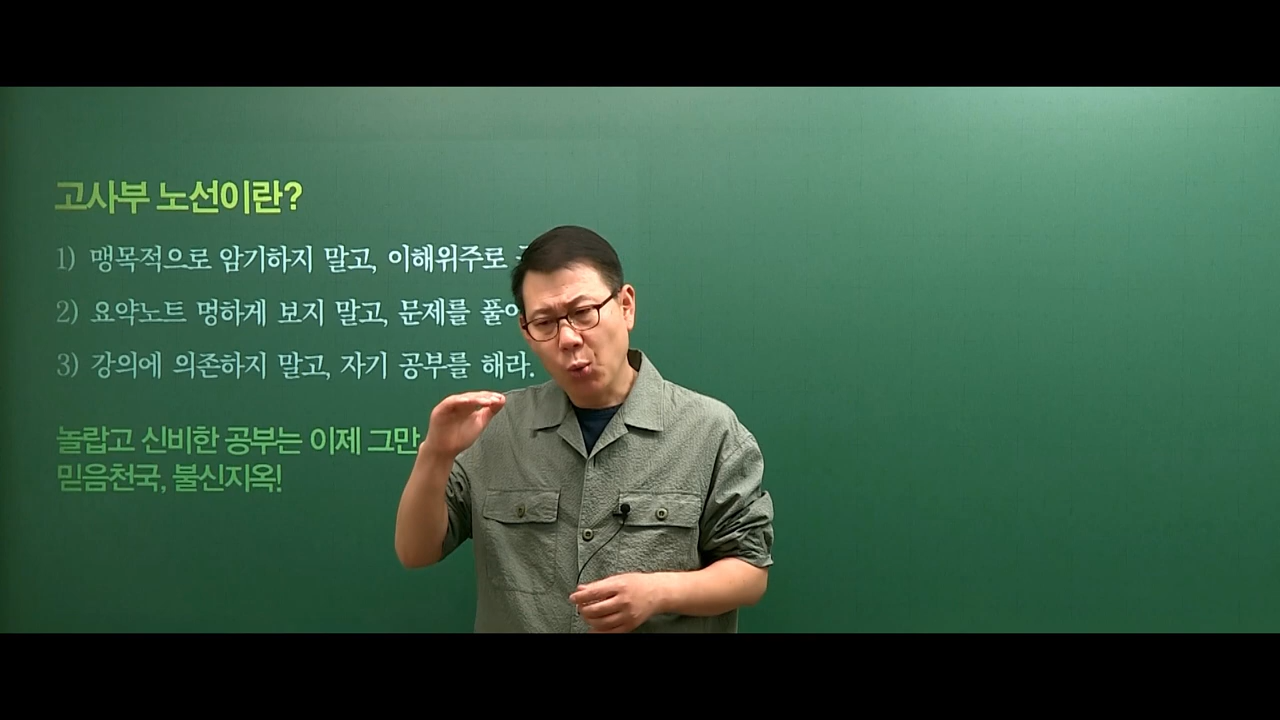 고사부 노선이란?
1) 맹목적으로 암기하지 말고, 이해위주로
2) 요약노트 멍하게 보지 말고, 문제를
3) 강의에 의존하지 말고, 자기 공부를 해라.
놀랍고 신비한 공부는 이제 그만
믿음천국, 불신지옥!